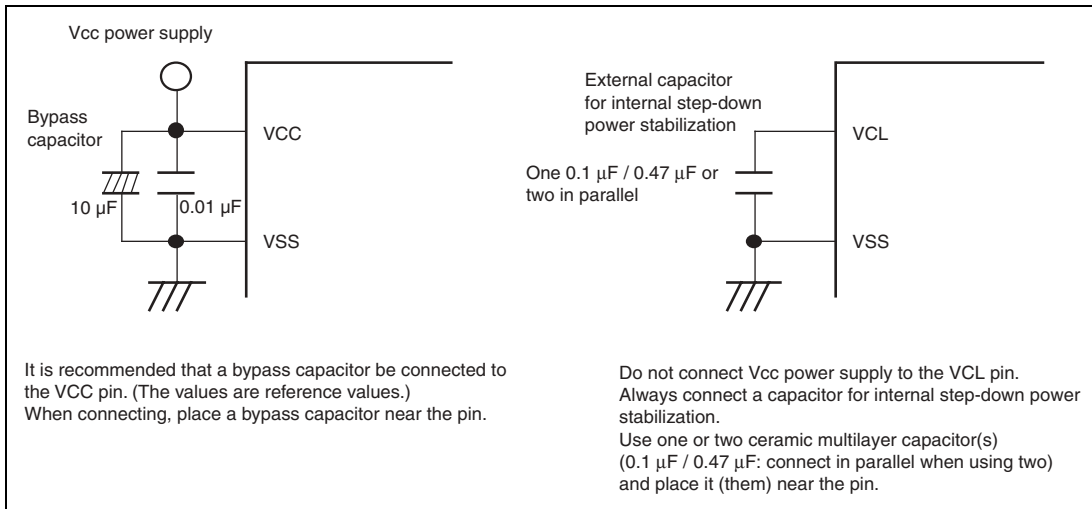 Vcc power supply
Bypass
capacitor
VCC
10 μF
0.01 μF
VSS
It is recommended that a bypass capacitor be connected to
the VCC pin. (The values are reference values.)
When connecting, place a bypass capacitor near the pin.
External capacitor
for internal step-down
power stabilization
VCL
One 0.1 μF / 0.47 μF or
two in parallel
VSS
Do not connect Vcc power supply to the VCL pin.
Always connect a capacitor for internal step-down power
stabilization.
Use one or two ceramic multilayer capacitor(s)
(0.1 μF / 0.47 μF: connect in parallel when using two)
and place it (them) near the pin.